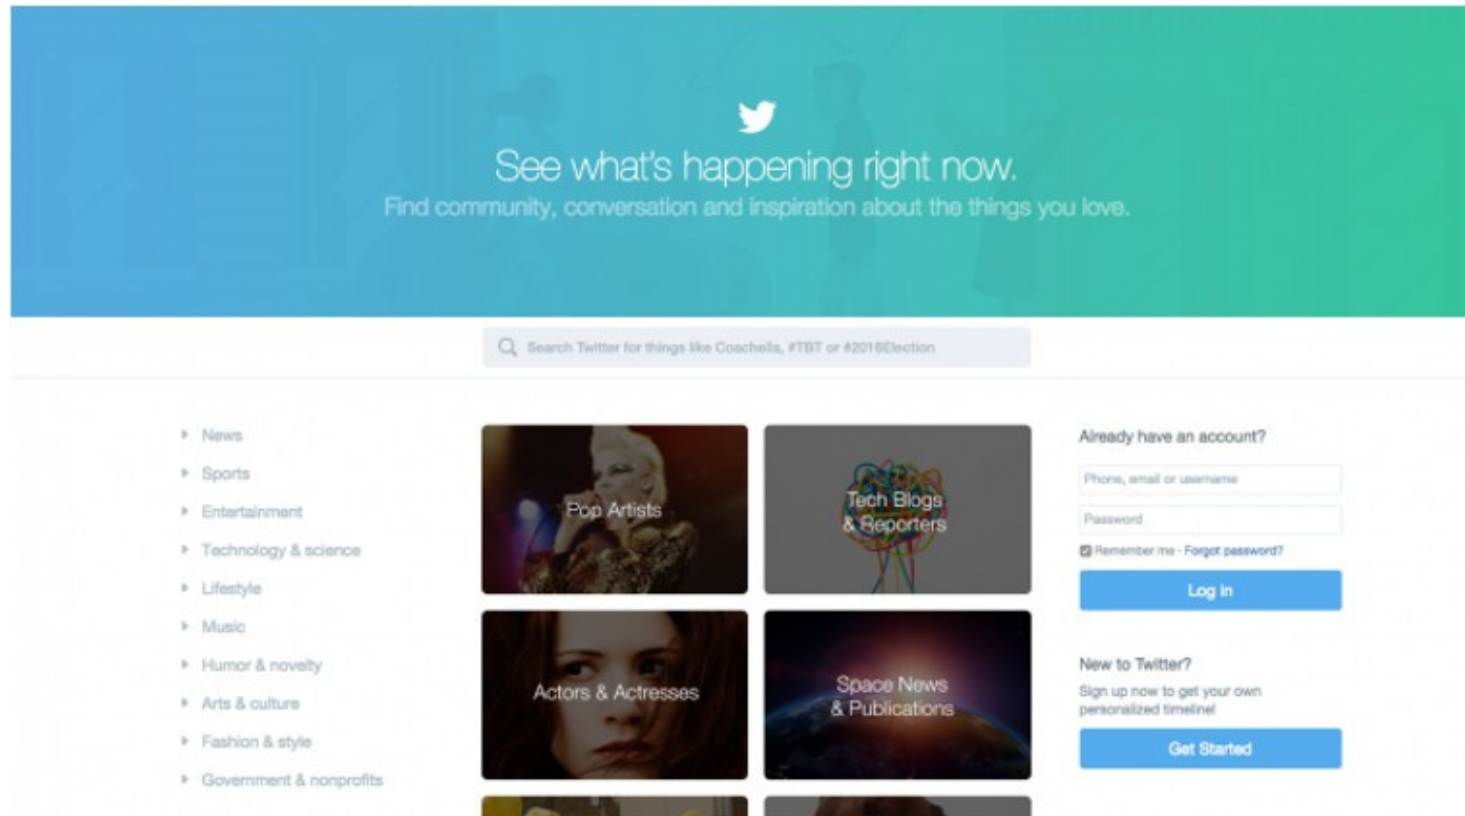 See what's happening right now.
Find community, conversation and inspiration about the things you love.
Search Twitter for things like Coachella, #TBT or #2016Election
News
Sports
Entertainment
Technology & science
Lifestyle
Music
Humor & novelty
Arts & culture
Fashion & style
Government & nonprofits
Pop Artists
Tech Blogs
& Reporters
Actors & Actresses
Space News
& Publications
Already have an account?
Phone, email or username
Password
Remember me - Forgot password?
Log in
New to Twitter?
Sign up now to get your own
personalized timeline!
Get Started